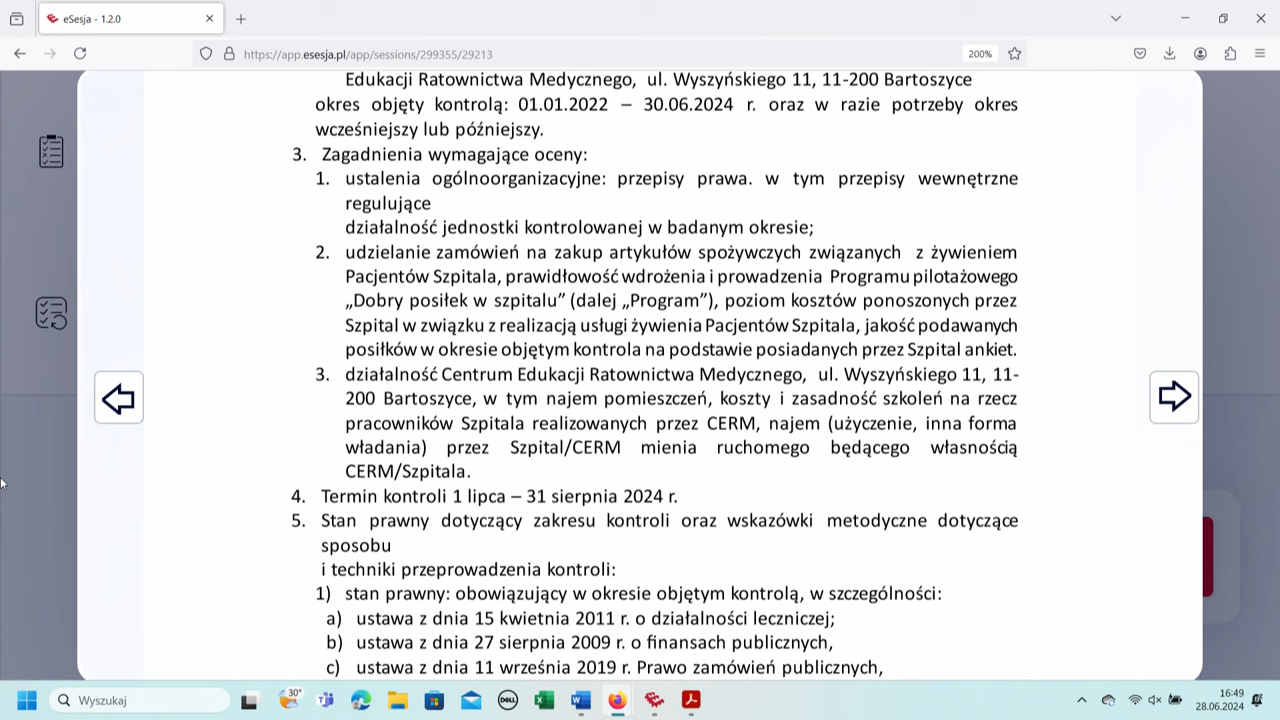 eSesja - 1.2.0
https://app.esesja.pl/app/sessions/299355/29213
200%
Edukacji Ratownictwa Medycznego, ul. Wyszyńskiego 11, 11-200 Bartoszyce
okres objęty kontrolą: 01.01.2022 – 30.06.2024 r. oraz w razie potrzeby okres
wcześniejszy lub późniejszy.
3. Zagadnienia wymagające oceny:
1. ustalenia ogólnoorganizacyjne: przepisy prawa. w tym przepisy wewnętrzne
regulujące
działalność jednostki kontrolowanej w badanym okresie;
2. udzielanie zamówień na zakup artykułów spożywczych związanych z żywieniem
Pacjentów Szpitala, prawidłowość wdrożenia i prowadzenia Programu pilotażowego
„Dobry posiłek w szpitalu” (dalej „Program”), poziom kosztów ponoszonych przez
Szpital w związku z realizacją usługi żywienia Pacjentów Szpitala, jakość podawanych
posiłków w okresie objętym kontrola na podstawie posiadanych przez Szpital ankiet.
3. działalność Centrum Edukacji Ratownictwa Medycznego, ul. Wyszyńskiego 11, 11-
200 Bartoszyce, w tym najem pomieszczeń, koszty i zasadność szkoleń na rzecz
pracowników Szpitala realizowanych przez CERM, najem (użyczenie, inna forma
władania) przez Szpital/CERM mienia ruchomego będącego własnością
CERM/Szpitala.
4. Termin kontroli 1 lipca – 31 sierpnia 2024 r.
5. Stan prawny dotyczący zakresu kontroli oraz wskazówki metodyczne dotyczące
sposobu
i techniki przeprowadzenia kontroli:
1) stan prawny: obowiązujący w okresie objętym kontrolą, w szczególności:
a) ustawa z dnia 15 kwietnia 2011 r. o działalności leczniczej;
b) ustawa z dnia 27 sierpnia 2009 r. o finansach publicznych,
c) ustawa z dnia 11 września 2019 r. Prawo zamówień publicznych,
Wyszukaj
30°
DELL
16:49
28.06.2024